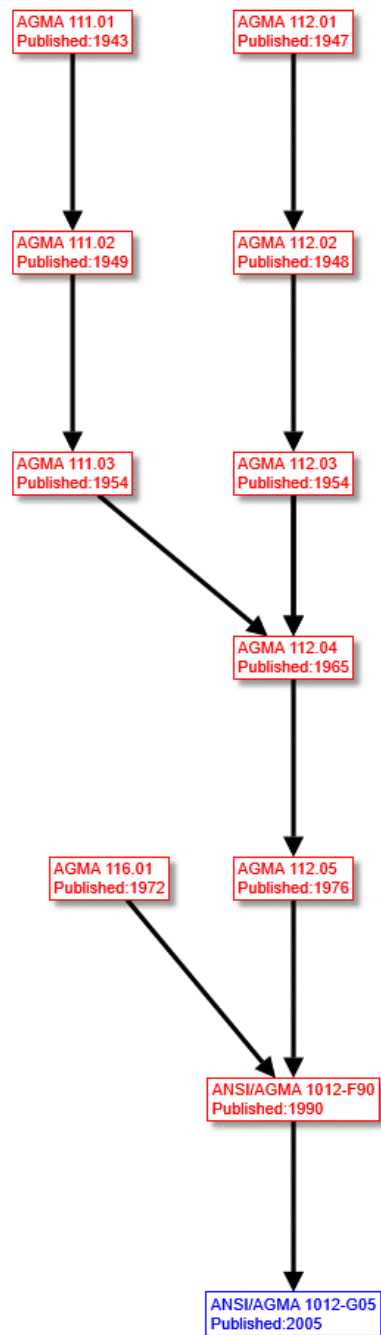 AGMA 111.01
Published:1943
AGMA 112.01
Published:1947
AGMA 111.02
Published:1949
AGMA 112.02
Published:1948
AGMA 111.03
Published:1954
AGMA 112.03
Published:1954
AGMA 112.04
Published:1965
AGMA 116.01
Published:1972
AGMA 112.05
Published:1976
ANSI/AGMA 1012-F90
Published:1990
ANSI/AGMA 1012-G05
Published:2005